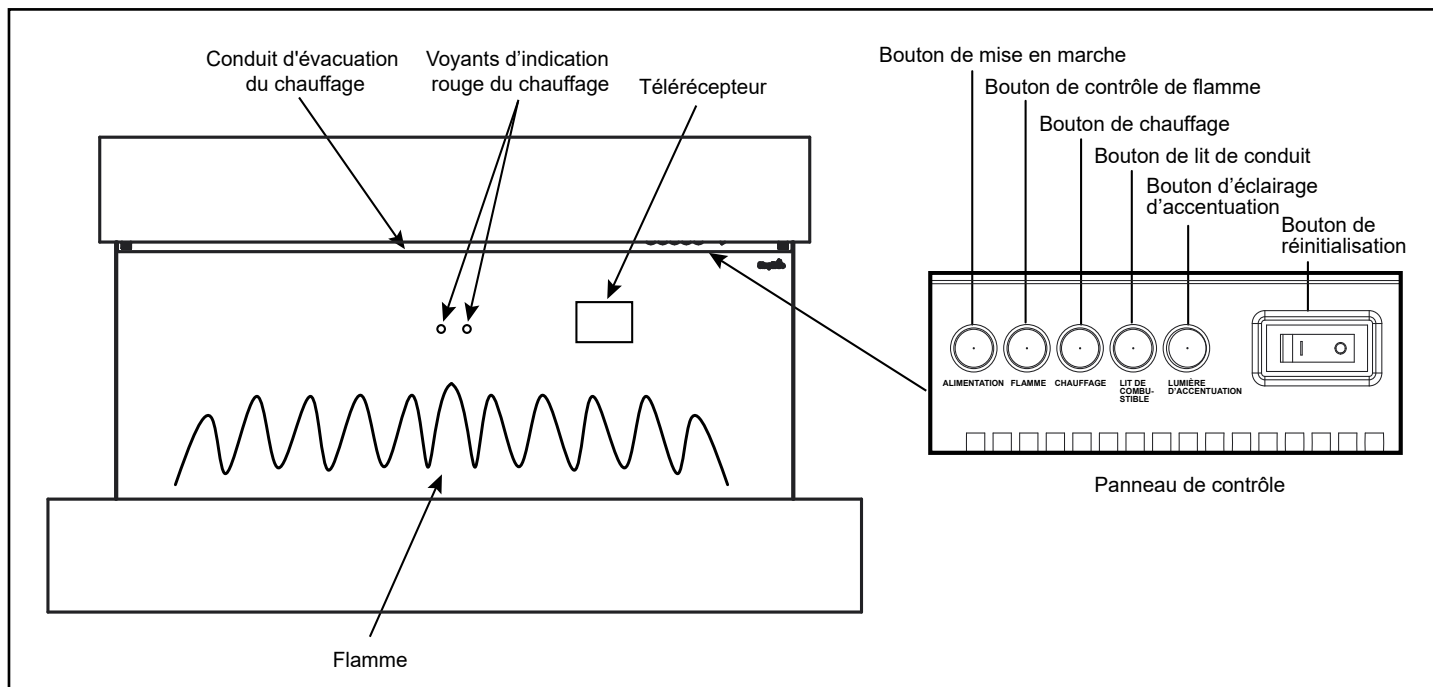 Conduit d'évacuation
du chauffage
Voyants d’indication
rouge du chauffage
Télérécepteur
Bouton de mise en marche
Bouton de contrôle de flamme
Bouton de chauffage
Bouton de lit de conduit
Bouton d’éclairage
d’accentuation
Bouton de
réinitialisation
ALIMENTATION
FLAMME
CHAUFFAGE
LIT DE
COMBU-
STIBLE
LUMIÈRE
D’ACCENTUATION
Panneau de contrôle
Flamme